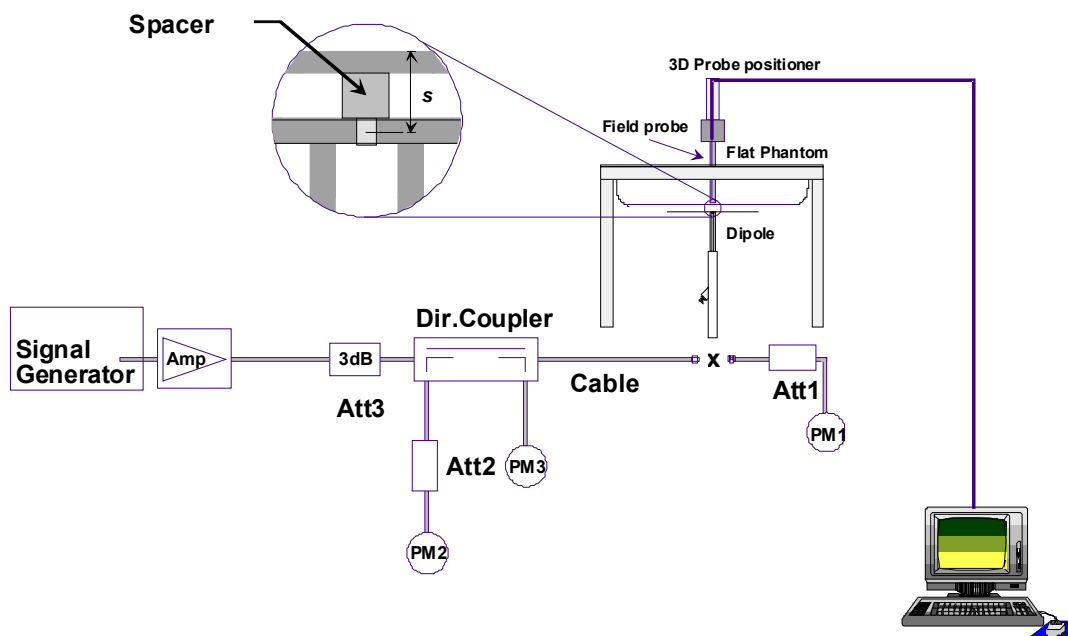 Spacer
s
3D Probe positioner
Field probe
Flat Phantom
Dipole
Dir.Coupler
Signal
Generator
Amp
3dB
Cable
x
Att1
Att3
PM1
Att2
PM3
PM2